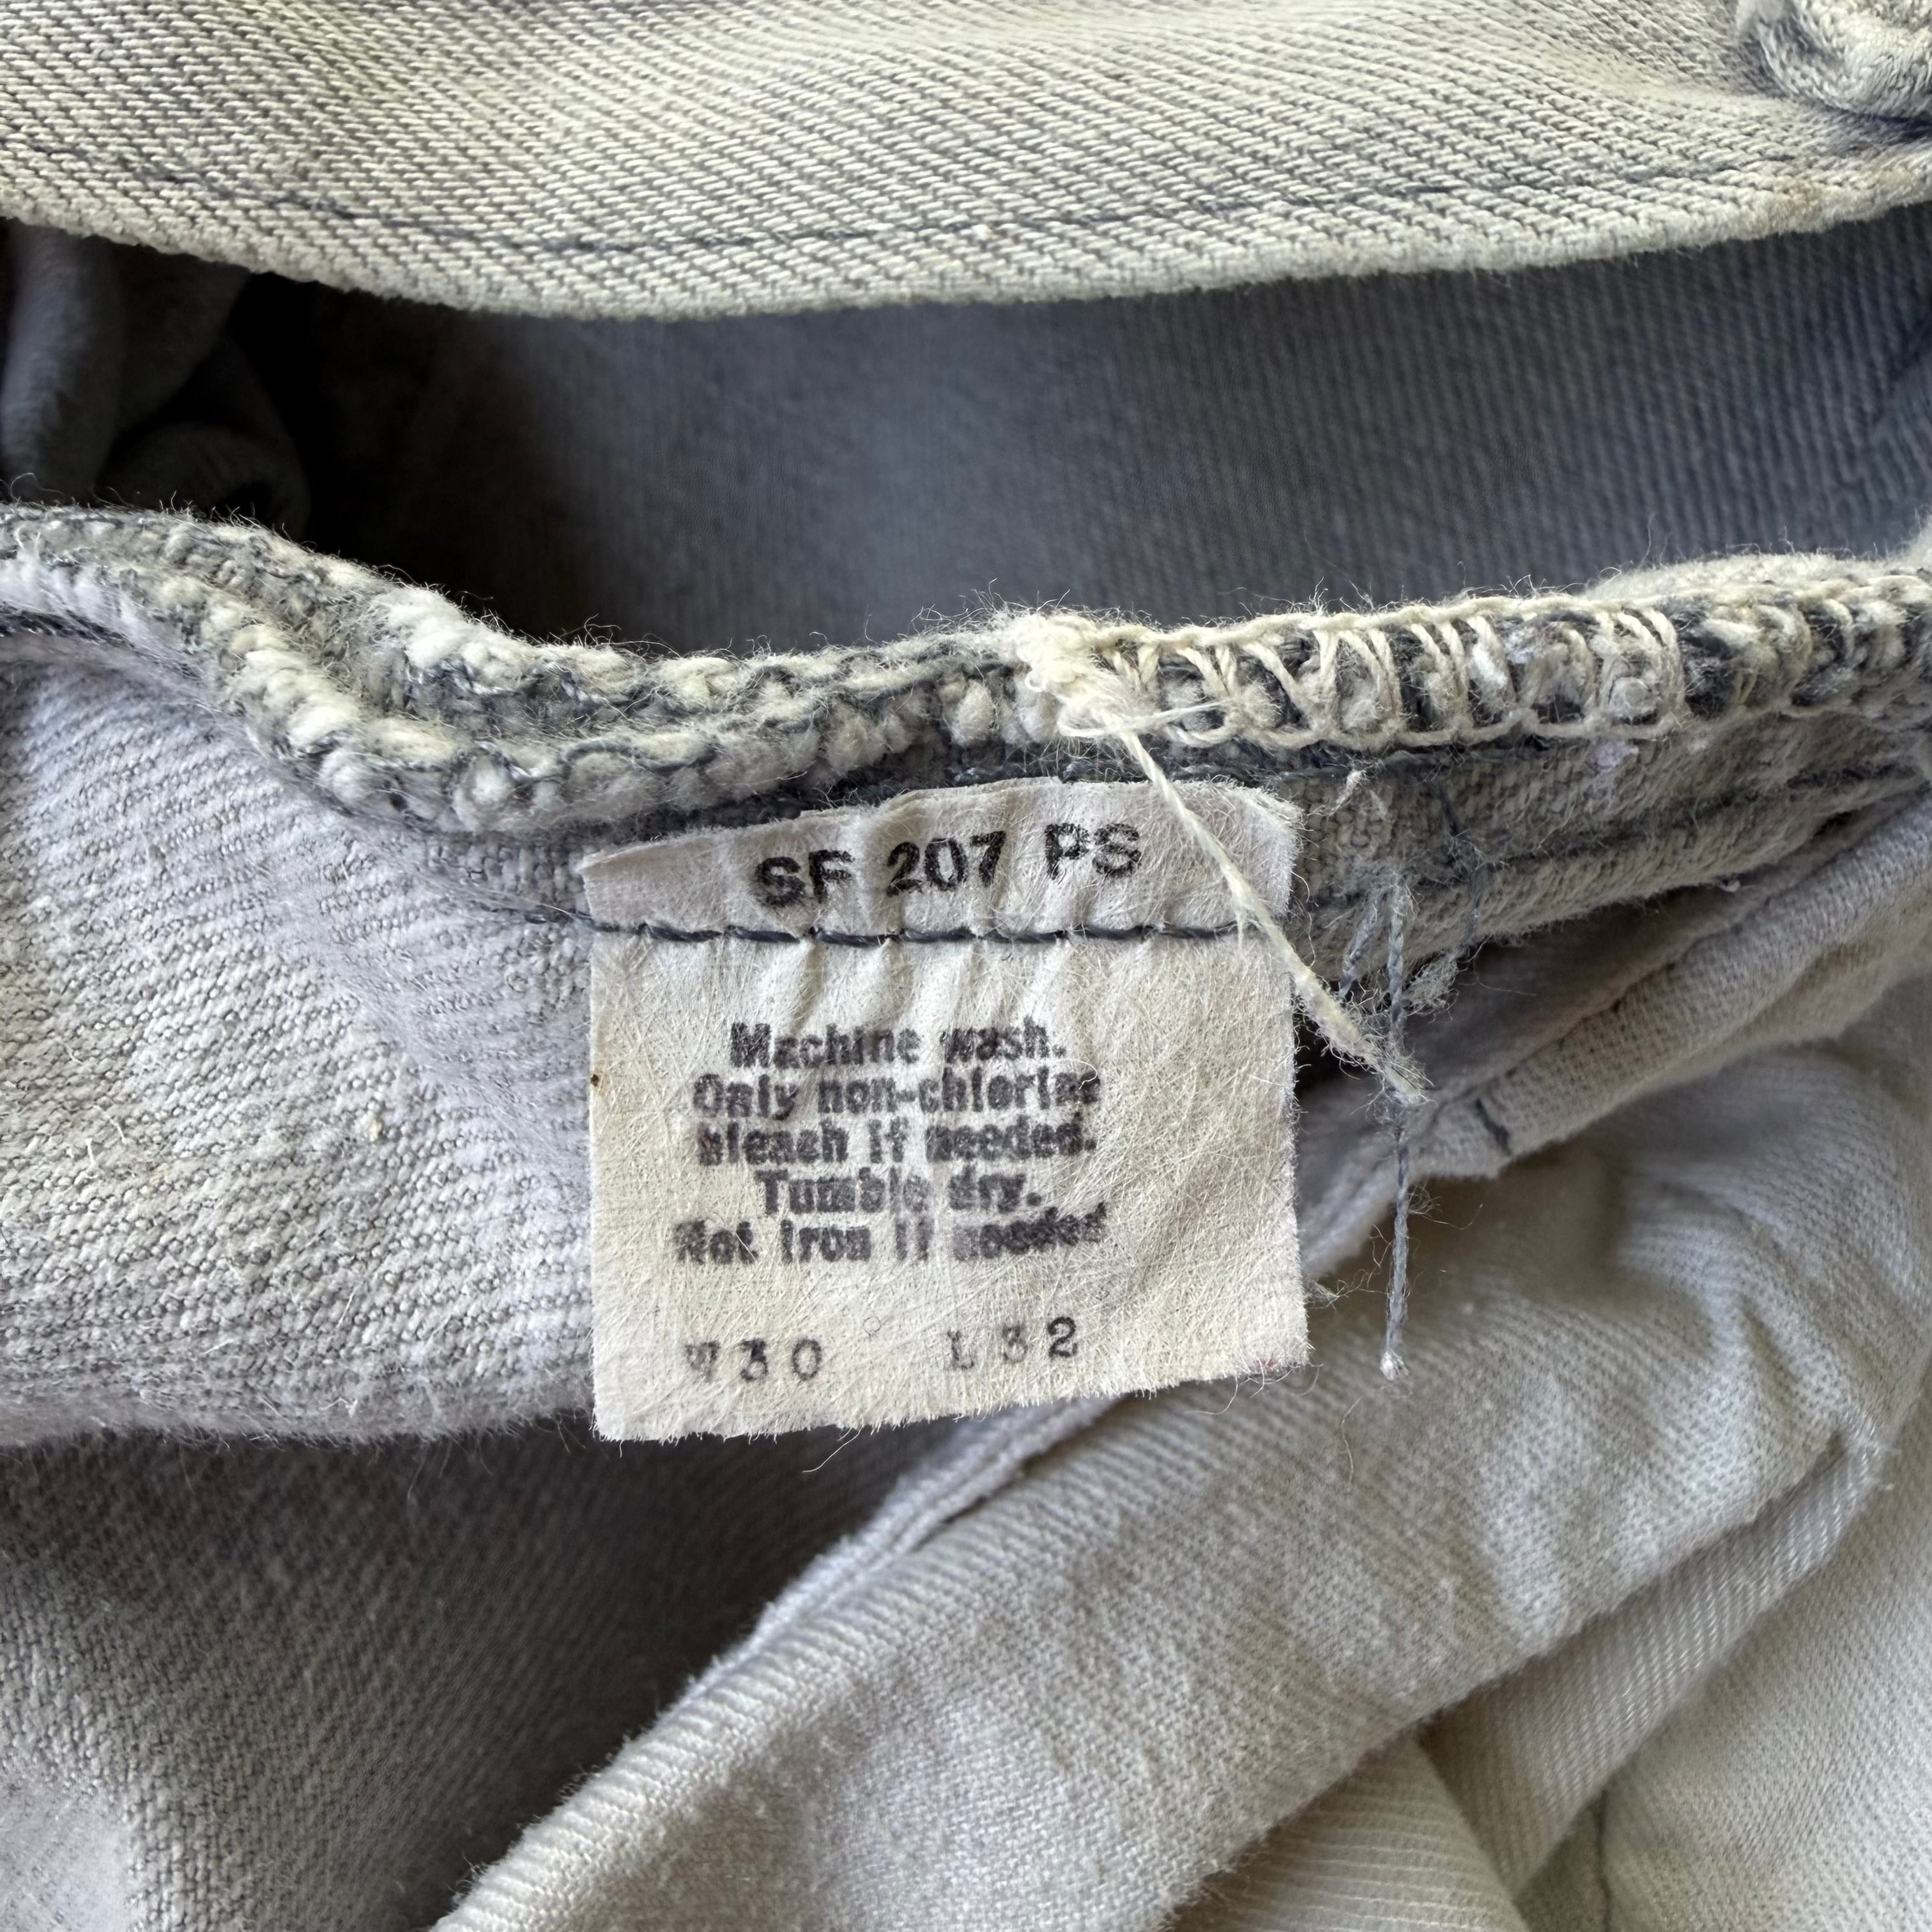 SF 207 PS
Machine wash.
Only non-chlorine
bleach if needed.
Tumble dry.
Hot iron if needed
W30 L32